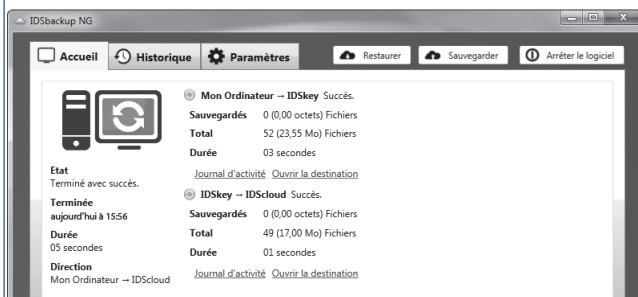 IDSbackup NG
Accueil
Historique
Paramètres
Restaurer
Sauvegarder
Arrêter le logiciel
Mon Ordinateur → IDSkey Succès.
Sauvegardés 0 (0,00 octets) Fichiers
Total 52 (23,55 Mo) Fichiers
Durée 03 secondes
Journal d'activité Ouvrir la destination
IDSkey → IDScloud Succès.
Sauvegardés 0 (0,00 octets) Fichiers
Total 49 (17,00 Mo) Fichiers
Durée 01 secondes
Journal d'activité Ouvrir la destination
Etat
Terminé avec succès.
Terminée
aujourd'hui à 15:56
Durée
05 secondes
Direction
Mon Ordinateur → IDScloud